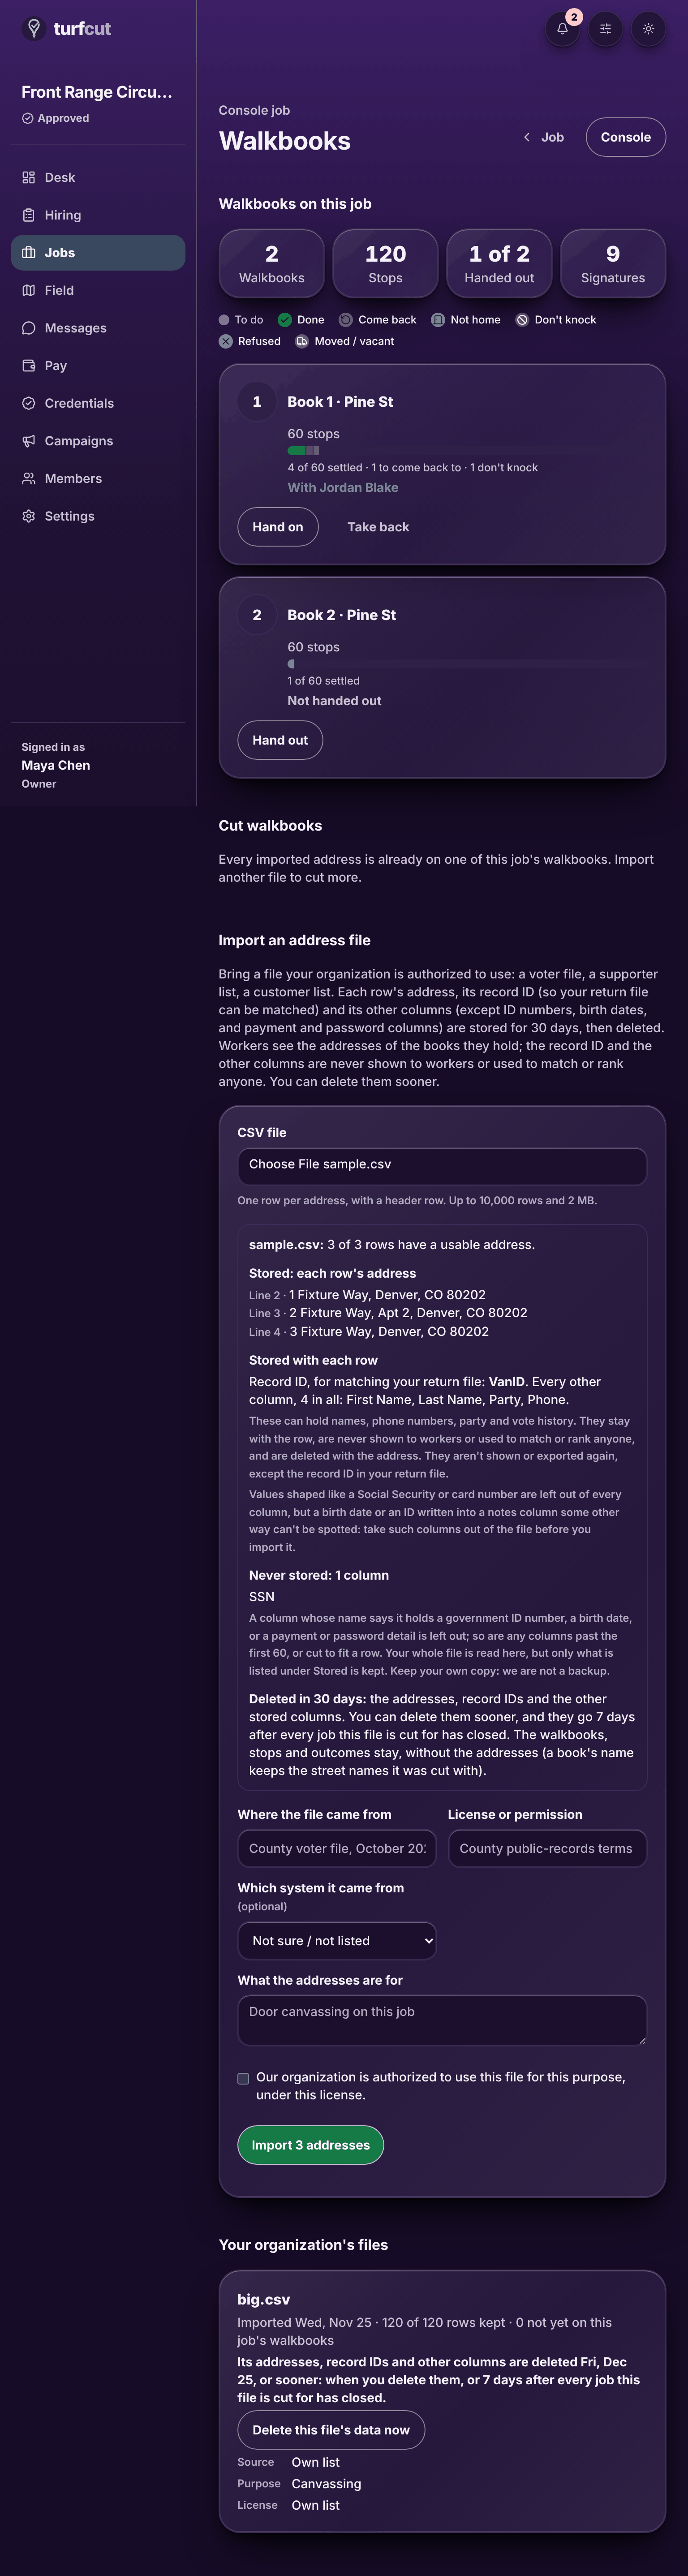 turfcut
2
Front Range Circu...
Approved
Desk
Hiring
Jobs
Field
Messages
Pay
Credentials
Campaigns
Members
Settings
Signed in as
Maya Chen
Owner
Console job
Walkbooks
Job
Console
Walkbooks on this job
2
Walkbooks
120
Stops
1 of 2
Handed out
9
Signatures
To do
Done
Come back
Not home
Don't knock
Refused
Moved / vacant
1
Book 1 · Pine St
60 stops
4 of 60 settled · 1 to come back to · 1 don't knock
With Jordan Blake
Hand on
Take back
2
Book 2 · Pine St
60 stops
1 of 60 settled
Not handed out
Hand out
Cut walkbooks
Every imported address is already on one of this job's walkbooks. Import
another file to cut more.
Import an address file
Bring a file your organization is authorized to use: a voter file, a supporter
list, a customer list. Each row's address, its record ID (so your return file
can be matched) and its other columns (except ID numbers, birth dates,
and payment and password columns) are stored for 30 days, then deleted.
Workers see the addresses of the books they hold; the record ID and the
other columns are never shown to workers or used to match or rank
anyone. You can delete them sooner.
CSV file
Choose File sample.csv
One row per address, with a header row. Up to 10,000 rows and 2 MB.
sample.csv: 3 of 3 rows have a usable address.
Stored: each row's address
Line 2 · 1 Fixture Way, Denver, CO 80202
Line 3 · 2 Fixture Way, Apt 2, Denver, CO 80202
Line 4 · 3 Fixture Way, Denver, CO 80202
Stored with each row
Record ID, for matching your return file: VanID. Every other
column, 4 in all: First Name, Last Name, Party, Phone.
These can hold names, phone numbers, party and vote history. They stay
with the row, are never shown to workers or used to match or rank anyone,
and are deleted with the address. They aren't shown or exported again,
except the record ID in your return file.
Values shaped like a Social Security or card number are left out of every
column, but a birth date or an ID written into a notes column some other
way can't be spotted: take such columns out of the file before you
import it.
Never stored: 1 column
SSN
A column whose name says it holds a government ID number, a birth date,
or a payment or password detail is left out; so are any columns past the
first 60, or cut to fit a row. Your whole file is read here, but only what is
listed under Stored is kept. Keep your own copy: we are not a backup.
Deleted in 30 days: the addresses, record IDs and the other
stored columns. You can delete them sooner, and they go 7 days
after every job this file is cut for has closed. The walkbooks,
stops and outcomes stay, without the addresses (a book's name
keeps the street names it was cut with).
Where the file came from
License or permission
County voter file, October 202
County public-records terms
Which system it came from
(optional)
Not sure / not listed
What the addresses are for
Door canvassing on this job
Our organization is authorized to use this file for this purpose,
under this license.
Import 3 addresses
Your organization's files
big.csv
Imported Wed, Nov 25 · 120 of 120 rows kept · 0 not yet on this
job's walkbooks
Its addresses, record IDs and other columns are deleted Fri, Dec
25, or sooner: when you delete them, or 7 days after every job this
file is cut for has closed.
Delete this file's data now
Source Own list
Purpose Canvassing
License Own list